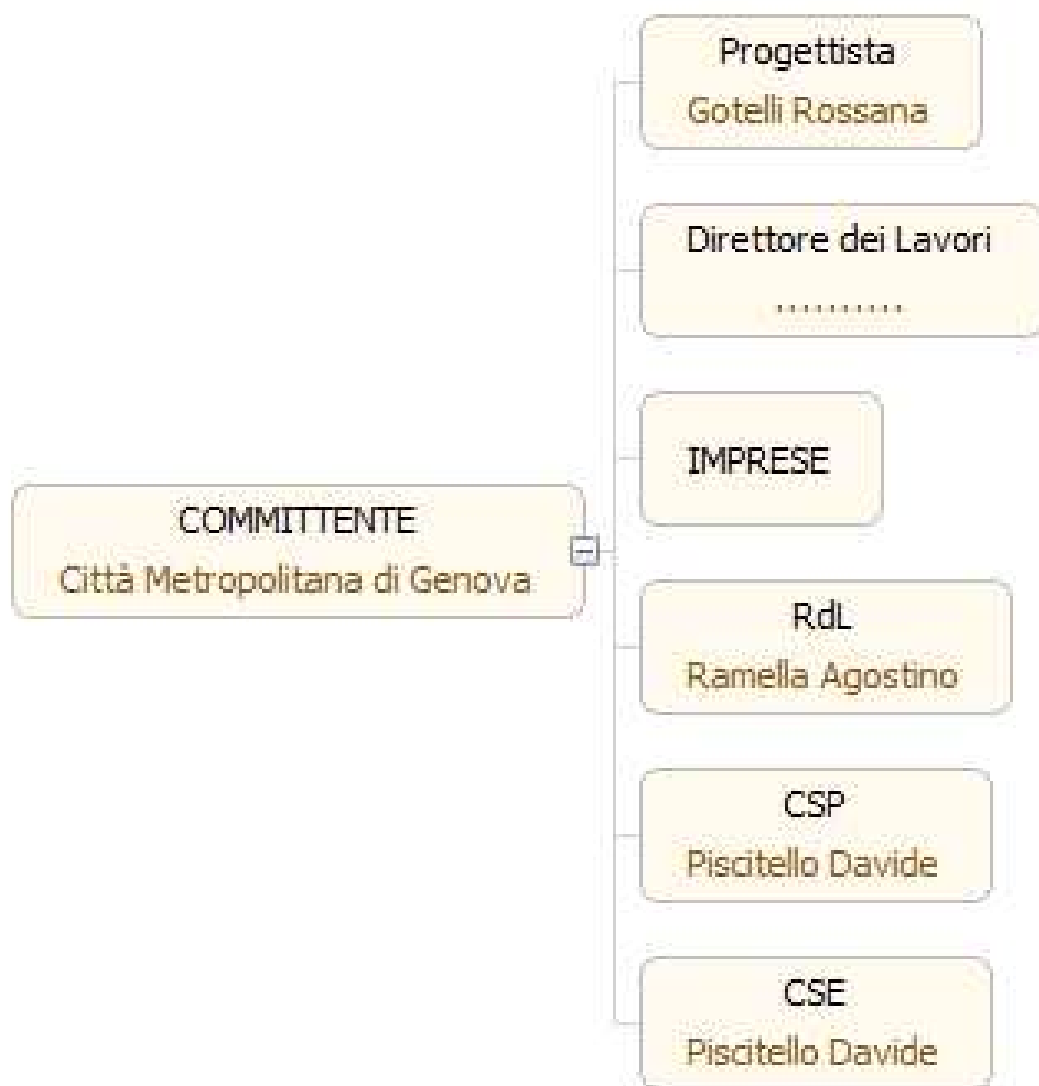 Progettista
Gotelli Rossana
Direttore dei Lavori
..........
IMPRESE
COMMITTENTE
Città Metropolitana di Genova
RdL
Ramella Agostino
CSP
Piscitello Davide
CSE
Piscitello Davide